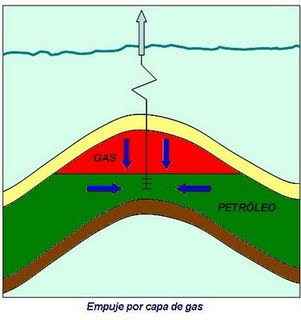 GAS
PETRÓLEO
Empuje por capa de gas